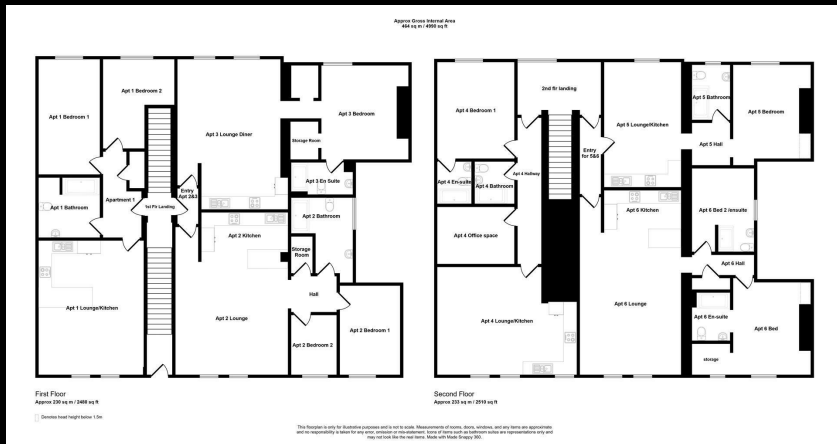 Approx Gross Internal Area
464 sq m / 4990 sq ft
Apt 1 Bedroom 1
Apt 1 Bedroom 2
Apt 3 Lounge Diner
Apt 3 Bedroom
Storage Room
Apt 3 En Suite
Entry
Apt 2&3
Apt 1 Bathroom
Apartment 1
1st Flr Landing
Apt 2 Bathroom
Apt 2 Kitchen
Storage
Room
Apt 1 Lounge/Kitchen
Apt 2 Lounge
Hall
Apt 2 Bedroom 1
Apt 2 Bedroom 2
First Floor
Approx 230 sq m / 2480 sq ft
Denotes head height below 1.5m
Apt 4 Bedroom 1
2nd flr landing
Apt 5 Lounge/Kitchen
Apt 5 Bathroom
Apt 5 Bedroom
Apt 5 Hall
Entry
for 5&6
Apt 4 Hallway
Apt 4 En-suite
Apt 4 Bathroom
Apt 6 Kitchen
Apt 6 Bed 2 /ensuite
Apt 4 Office space
Apt 6 Hall
Apt 4 Lounge/Kitchen
Apt 6 Lounge
Apt 6 En-suite
Apt 6 Bed
storage
Second Floor
Approx 233 sq m / 2510 sq ft
This floorplan is only for illustrative purposes and is not to scale. Measurements of rooms, doors, windows, and any items are approximate
and no responsibility is taken for any error, omission or mis-statement. Icons of items such as bathroom suites are representations only and
may not look like the real items. Made with Made Snappy 360.